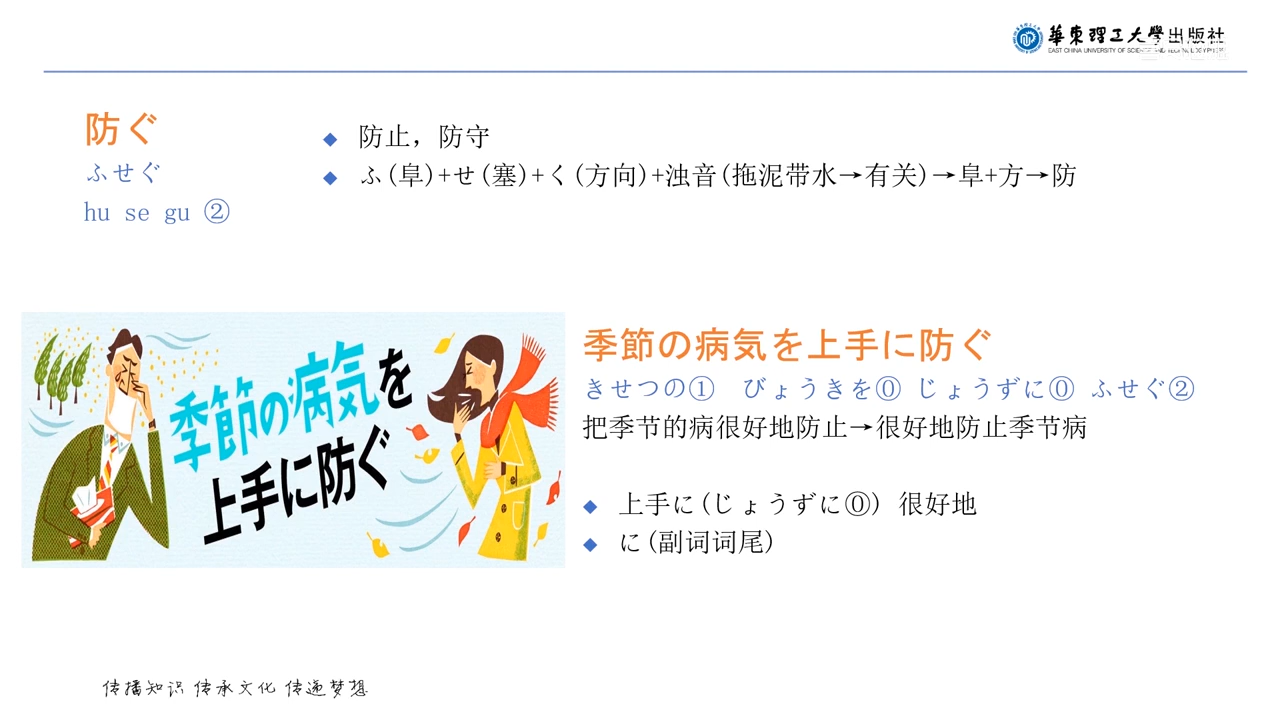 華東理工大學出版社
防ぐ
ふせぐ
hu se gu ②
◆ 防止，防守
◆ ふ(阜)+せ(塞)+く(方向)+浊音(拖泥带水→有关)→阜+方→防
季節の病気を
上手に防ぐ
季節の病気を上手に防ぐ
きせつの① びょうきを⓪ じょうずに⓪ ふせぐ②
把季节的病很好地防止→很好地防止季节病
◆ 上手に(じょうずに⓪) 很好地
◆ に(副词词尾)
传播知识 传承文化 传递梦想